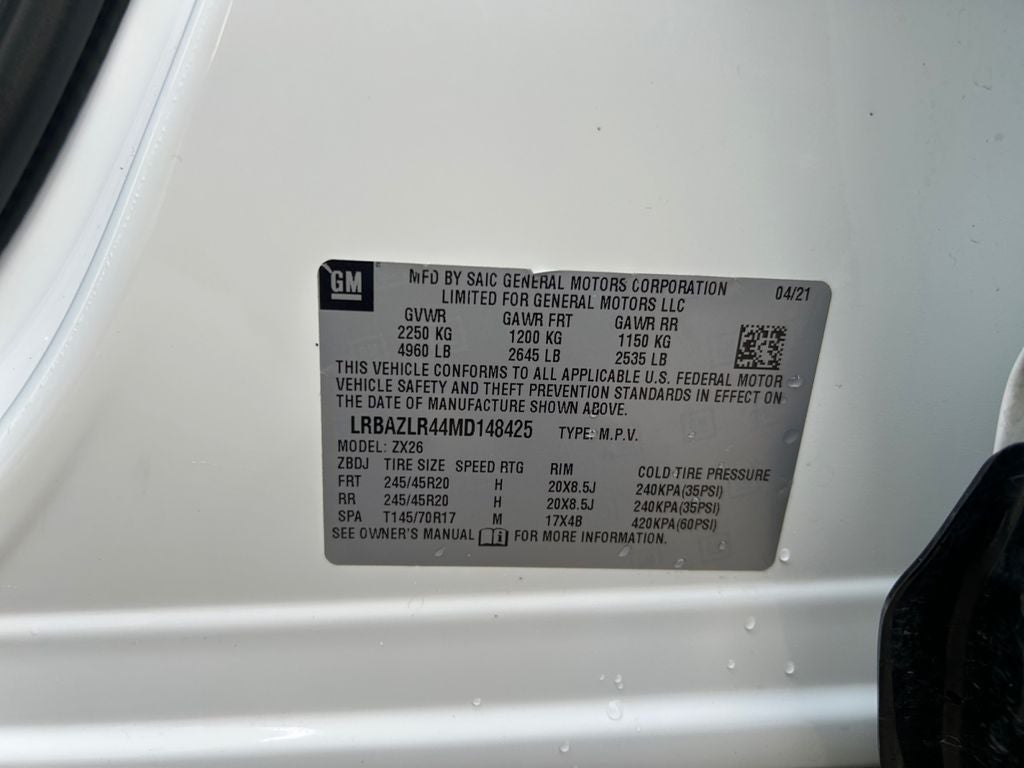 GM
MFD BY SAIC GENERAL MOTORS CORPORATION 04/21
LIMITED FOR GENERAL MOTORS LLC
GVWR GAWR FRT GAWR RR
2250 KG 1200 KG 1150 KG
4960 LB 2645 LB 2535 LB
THIS VEHICLE CONFORMS TO ALL APPLICABLE U.S. FEDERAL MOTOR
VEHICLE SAFETY AND THEFT PREVENTION STANDARDS IN EFFECT ON
THE DATE OF MANUFACTURE SHOWN ABOVE.
LRBAZLR44MD148425 TYPE: M.P.V.
MODEL: ZX26
ZBDJ TIRE SIZE SPEED RTG RIM COLD TIRE PRESSURE
FRT 245/45R20 H 20X8.5J 240KPA(35PSI)
RR 245/45R20 H 20X8.5J 240KPA(35PSI)
SPA T145/70R17 M 17X4B 420KPA(60PSI)
SEE OWNER'S MANUAL FOR MORE INFORMATION.